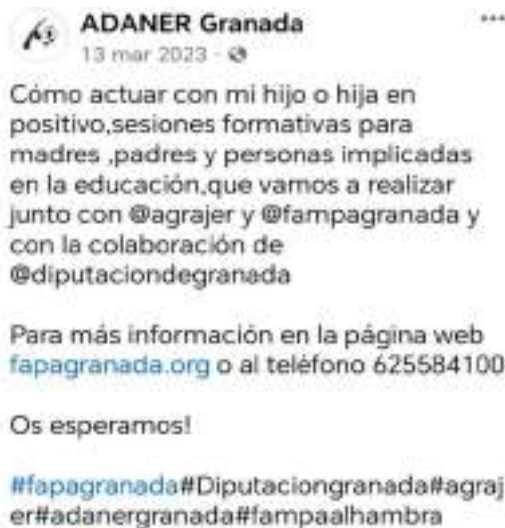 ADANER Granada
13 mar 2023
Cómo actuar con mi hijo o hija en
positivo,sesiones formativas para
madres ,padres y personas implicadas
en la educación,que vamos a realizar
junto con @agrajer y @fampagranada y
con la colaboración de
@diputaciondegranada
Para más información en la página web
fapagranada.org o al teléfono 625584100
Os esperamos!
#fapagranada#Diputaciongranada#agraj
er#adanergranada#fampaalhambra